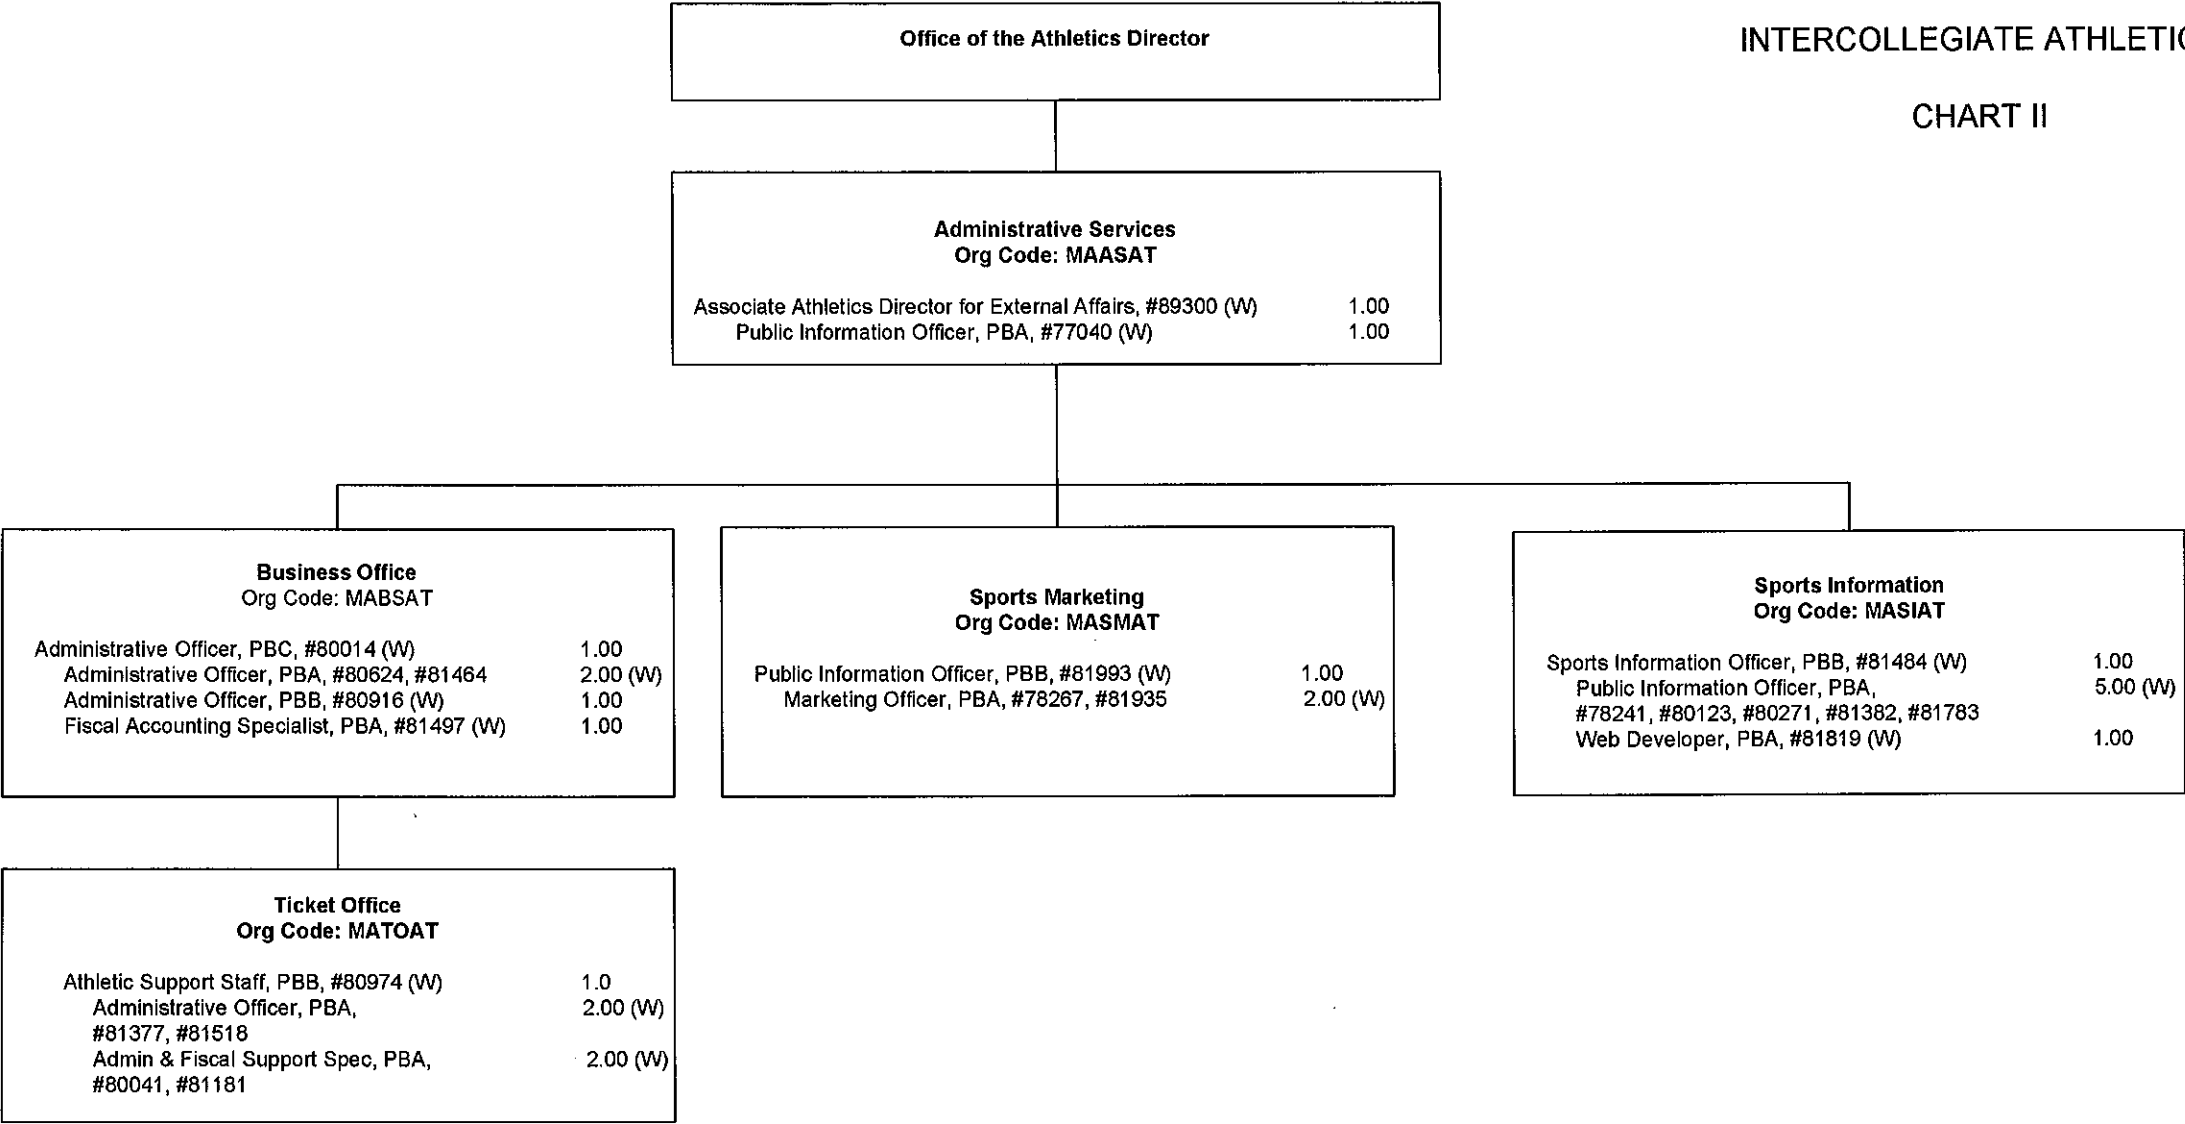 Office of the Athletics Director
INTERCOLLEGIATE ATHLETIC
CHART II
Administrative Services
Org Code: MAASAT
Associate Athletics Director for External Affairs, #89300 (W) 1.00
Public Information Officer, PBA, #77040 (W) 1.00
Business Office
Org Code: MABSAT
Administrative Officer, PBC, #80014 (W) 1.00
Administrative Officer, PBA, #80624, #81464 2.00 (W)
Administrative Officer, PBB, #80916 (W) 1.00
Fiscal Accounting Specialist, PBA, #81497 (W) 1.00
Sports Marketing
Org Code: MASMAT
Public Information Officer, PBB, #81993 (W) 1.00
Marketing Officer, PBA, #78267, #81935 2.00 (W)
Sports Information
Org Code: MASIAT
Sports Information Officer, PBB, #81484 (W) 1.00
Public Information Officer, PBA, 5.00 (W)
#78241, #80123, #80271, #81382, #81783
Web Developer, PBA, #81819 (W) 1.00
Ticket Office
Org Code: MATOAT
Athletic Support Staff, PBB, #80974 (W) 1.0
Administrative Officer, PBA, 2.00 (W)
#81377, #81518
Admin & Fiscal Support Spec, PBA, 2.00 (W)
#80041, #81181